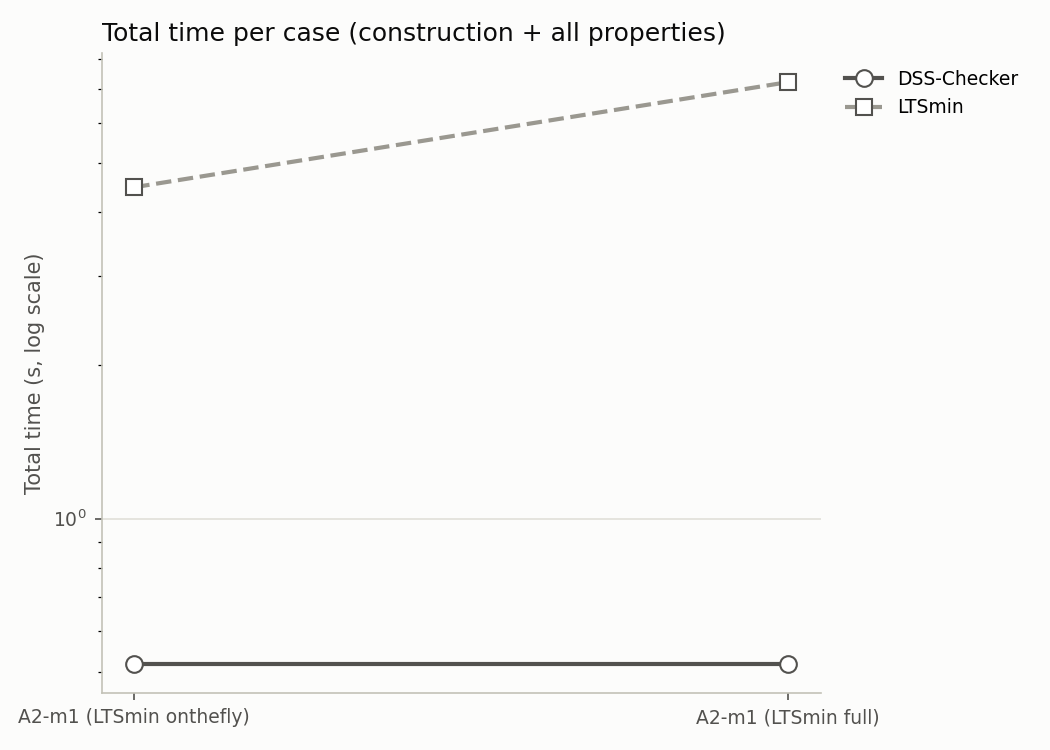 Total time per case (construction + all properties)
DSS-Checker
LTSmin
Total time (s, log scale)
10⁰
A2-m1 (LTSmin onthefly)
A2-m1 (LTSmin full)